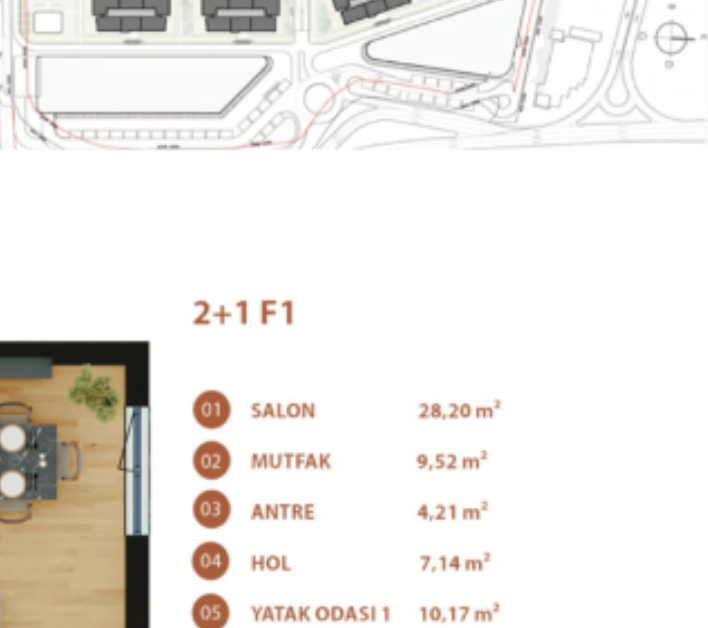 2+1 F1
01 SALON 28,20 m²
02 MUTFAK 9,52 m²
03 ANTRE 4,21 m²
04 HOL 7,14 m²
05 YATAK ODASI 1 10,17 m²